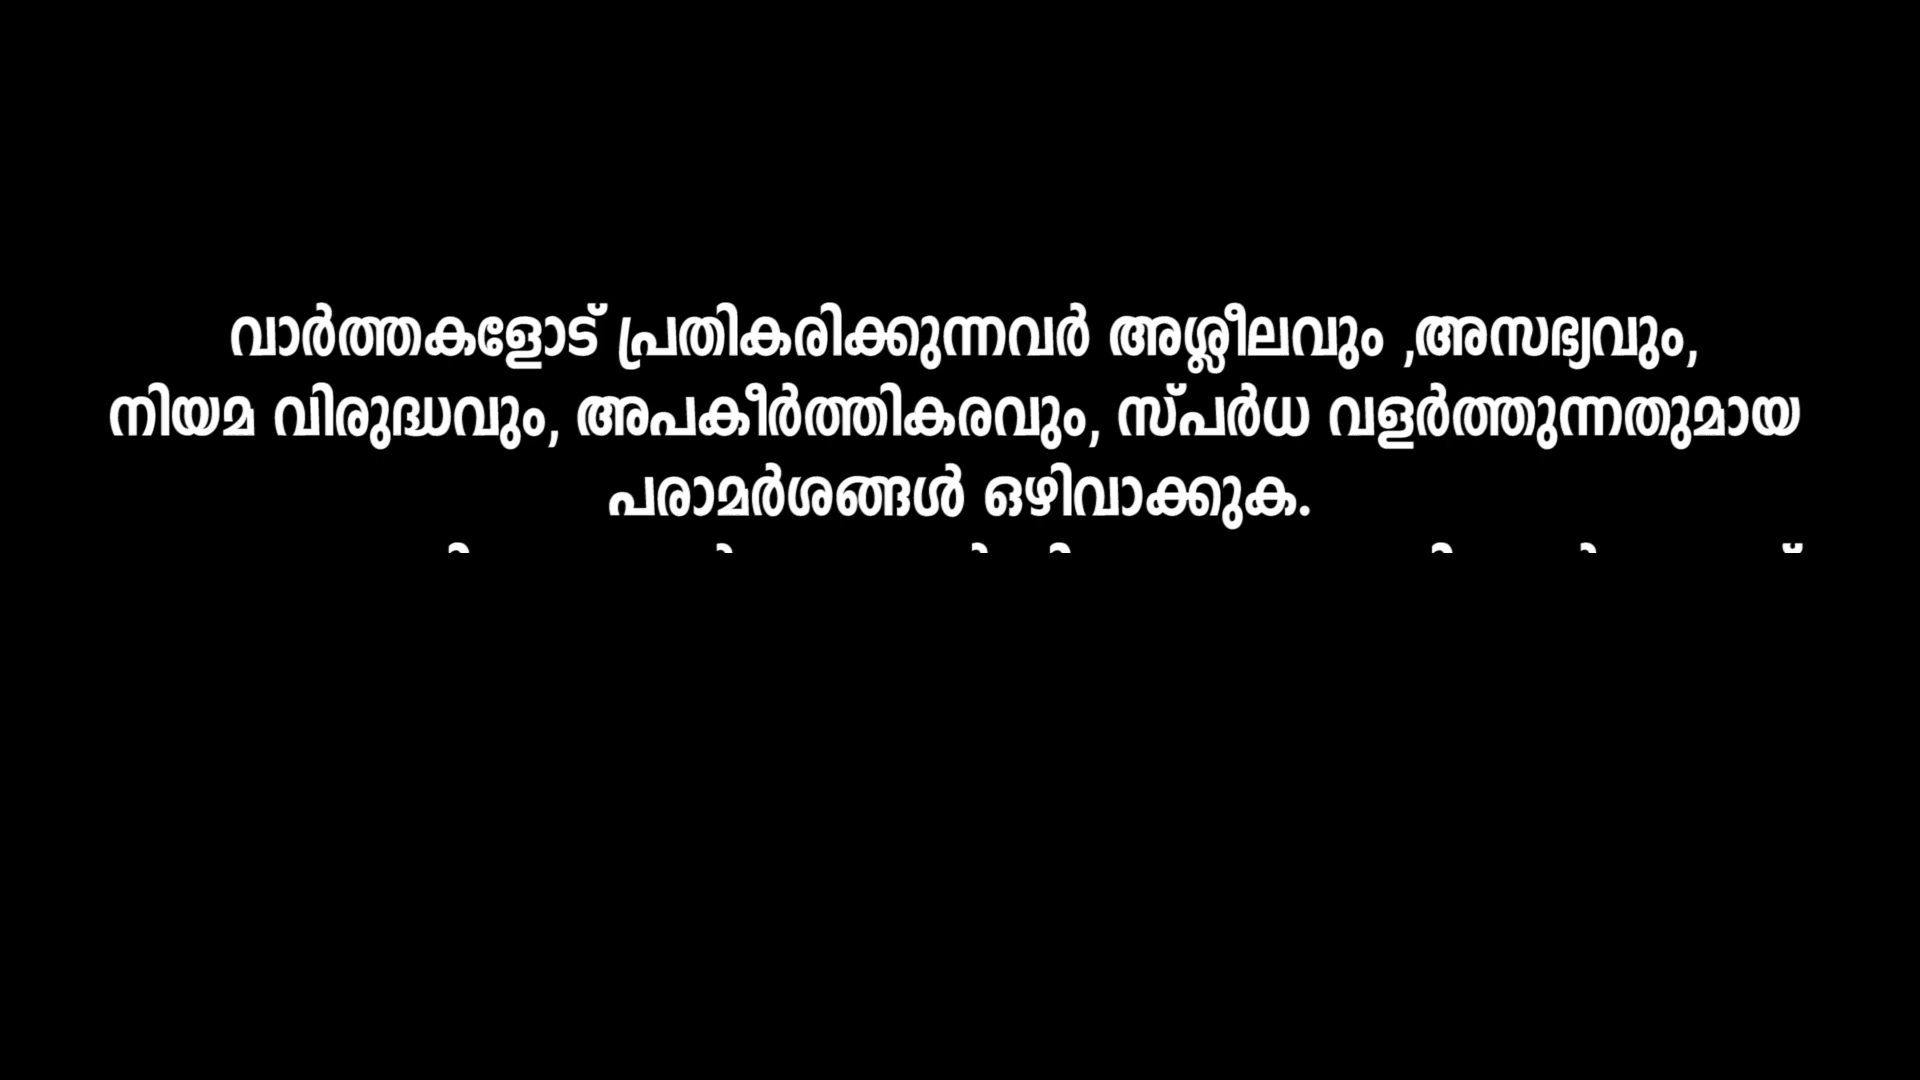 വാർത്തകളോട് പ്രതികരിക്കുന്നവർ അശ്ലീലവും ,അസഭ്യവും,
നിയമ വിരുദ്ധവും, അപകീർത്തികരവും, സ്പർധ വളർത്തുന്നതുമായ
പരാമർശങ്ങൾ ഒഴിവാക്കുക.